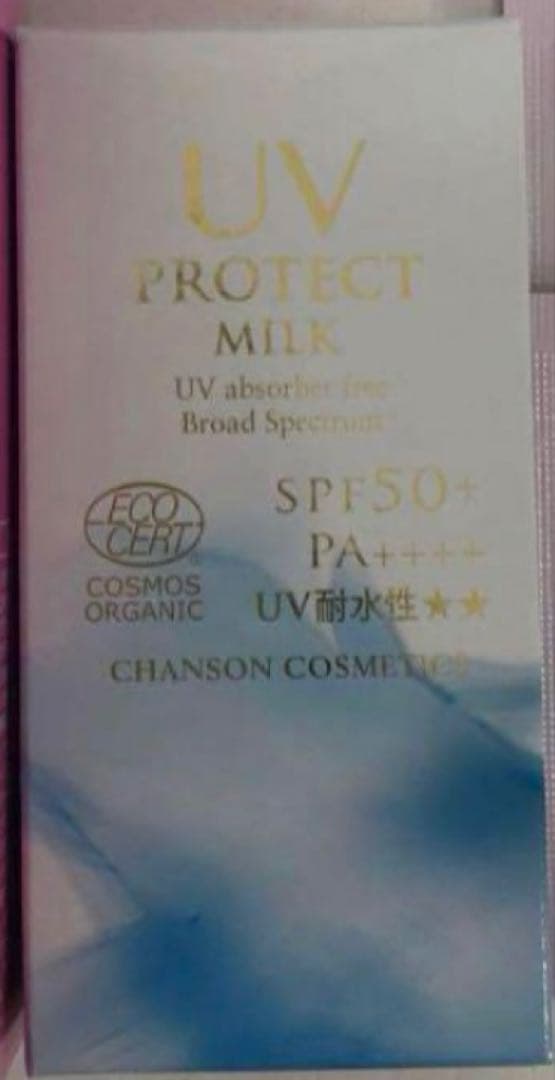 UV
PROTECT
MILK
UV absorber free
Broad Spectrum
ECO
CERT
®
COSMOS
ORGANIC
SPF50+
PA++++
UV耐水性★★
CHANSON COSMETICS